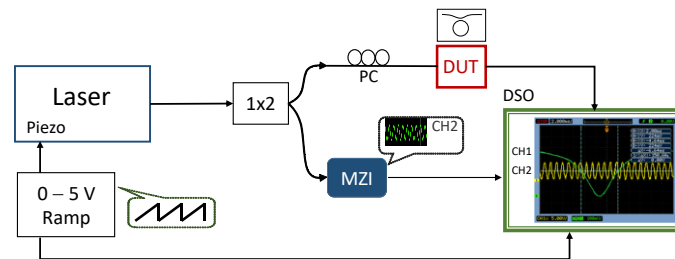 Laser
Piezo
0 – 5 V
Ramp
1x2
PC
DUT
CH2
MZI
DSO
CH1
CH2